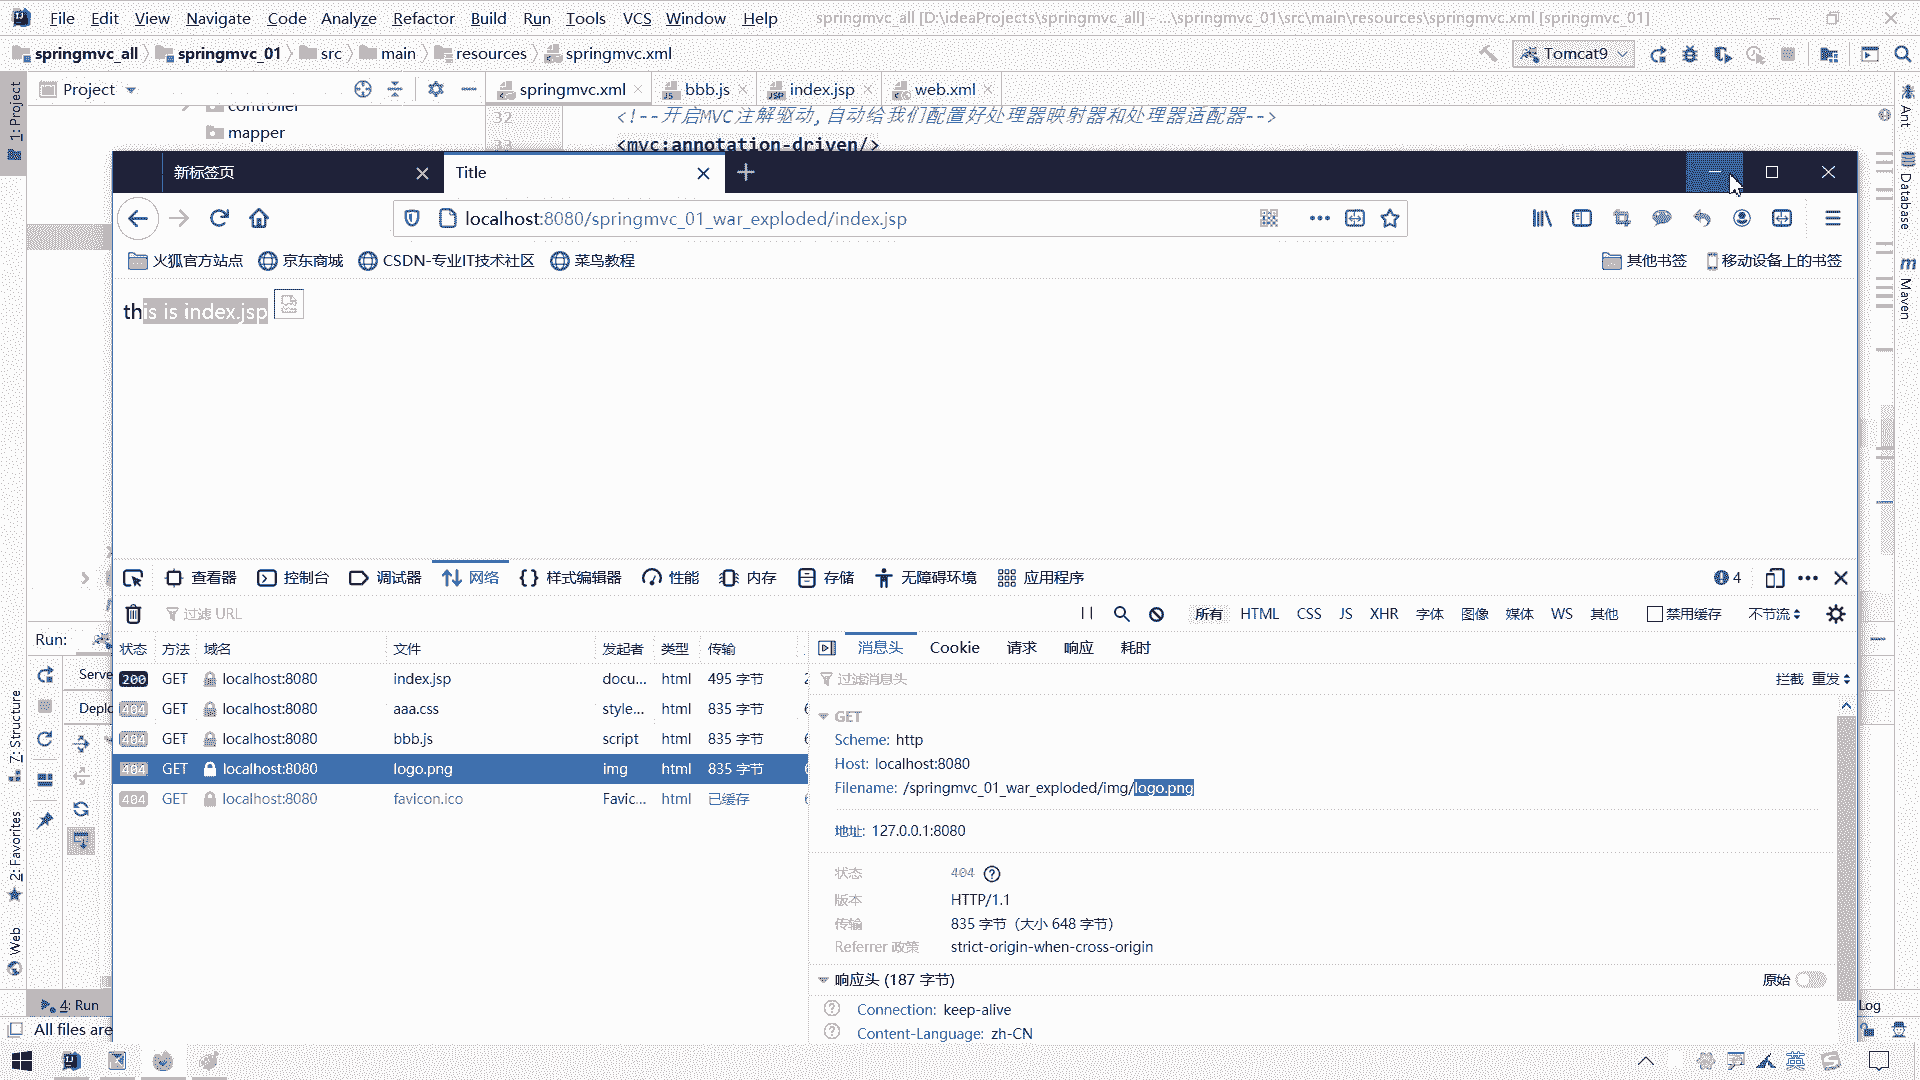 File Edit View Navigate Code Analyze Refactor Build Run Tools VCS Window Help springmvc_all [D:\ideaProjects\springmvc_all] - ...\springmvc_01\src\main\resources\springmvc.xml [springmvc_01]
springmvc_all springmvc_01 src main resources springmvc.xml Tomcat9
Project springmvc.xml bbb.js index.jsp web.xml
controller
mapper
32 <!--开启MVC注解驱动,自动给我们配置好处理器映射器和处理器适配器-->
33 <mvc:annotation-driven/>
1: Project
Ant
Database
Maven
新标签页 Title
localhost:8080/springmvc_01_war_exploded/index.jsp
火狐官方站点 京东商城 CSDN-专业IT技术社区 菜鸟教程 其他书签 移动设备上的书签
this is index.jsp
查看器 控制台 调试器 网络 样式编辑器 性能 内存 存储 无障碍环境 应用程序 4
过滤 URL 所有 HTML CSS JS XHR 字体 图像 媒体 WS 其他 禁用缓存 不节流
状态 方法 域名 文件 发起者 类型 传输
200 GET localhost:8080 index.jsp docu... html 495 字节
404 GET localhost:8080 aaa.css style... html 835 字节
404 GET localhost:8080 bbb.js script html 835 字节
404 GET localhost:8080 logo.png img html 835 字节
404 GET localhost:8080 favicon.ico Favic... html 已缓存
消息头 Cookie 请求 响应 耗时
过滤消息头 拦截 重发
GET
Scheme: http
Host: localhost:8080
Filename: /springmvc_01_war_exploded/img/logo.png
地址: 127.0.0.1:8080
状态 404
版本 HTTP/1.1
传输 835 字节 (大小 648 字节)
Referrer 政策 strict-origin-when-cross-origin
响应头 (187 字节) 原始
Connection: keep-alive
Content-Language: zh-CN
Run:
Serve
Deplo
7: Structure
2: Favorites
Web
4: Run
Log
All files are
英